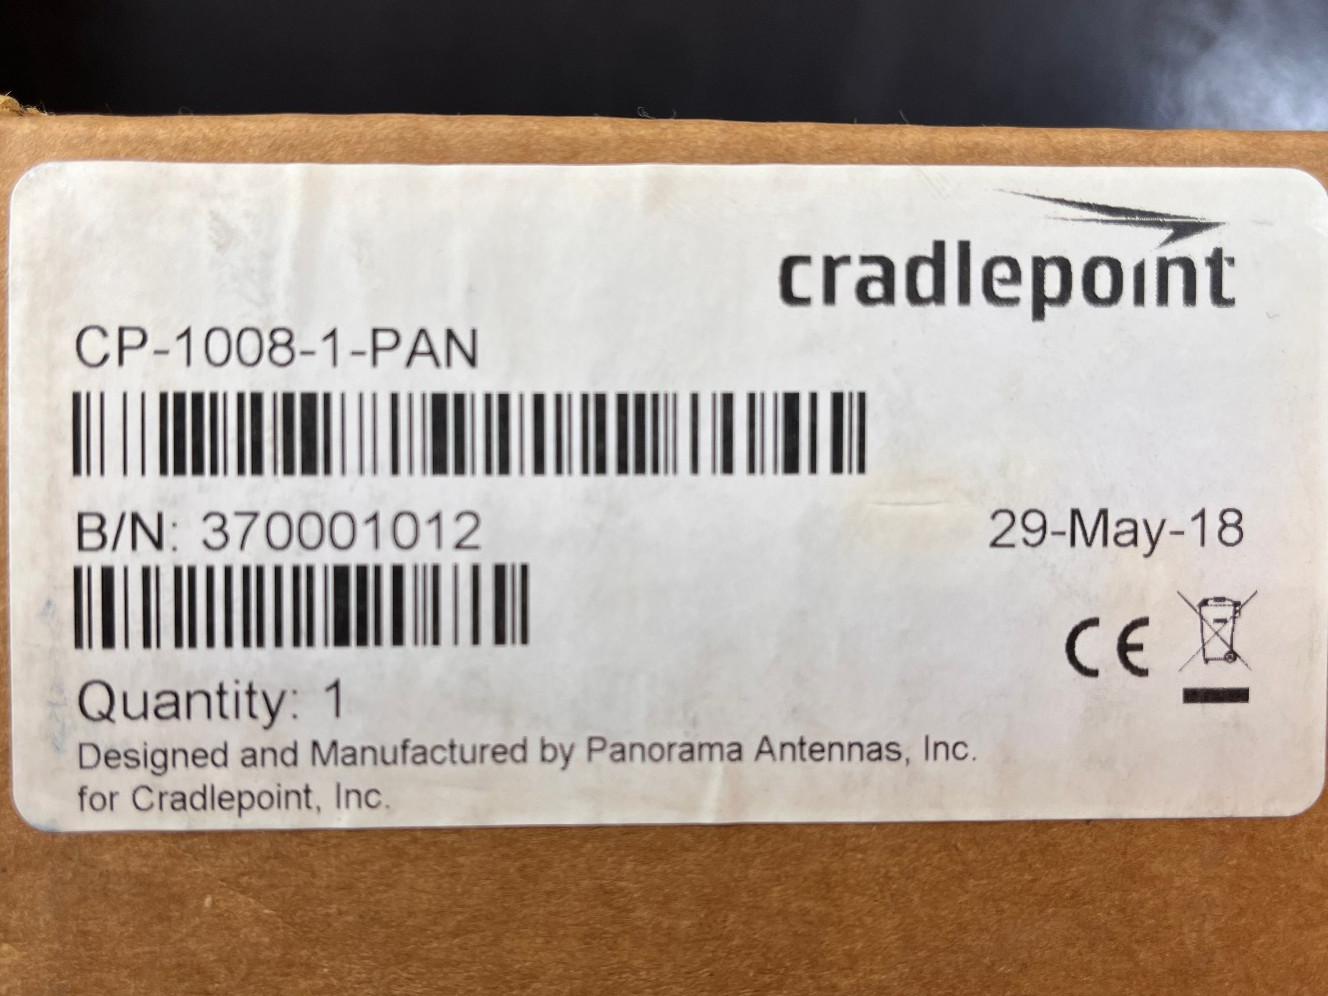 cradlepoint
CP-1008-1-PAN
B/N: 370001012
29-May-18
CE
Quantity: 1
Designed and Manufactured by Panorama Antennas, Inc.
for Cradlepoint, Inc.